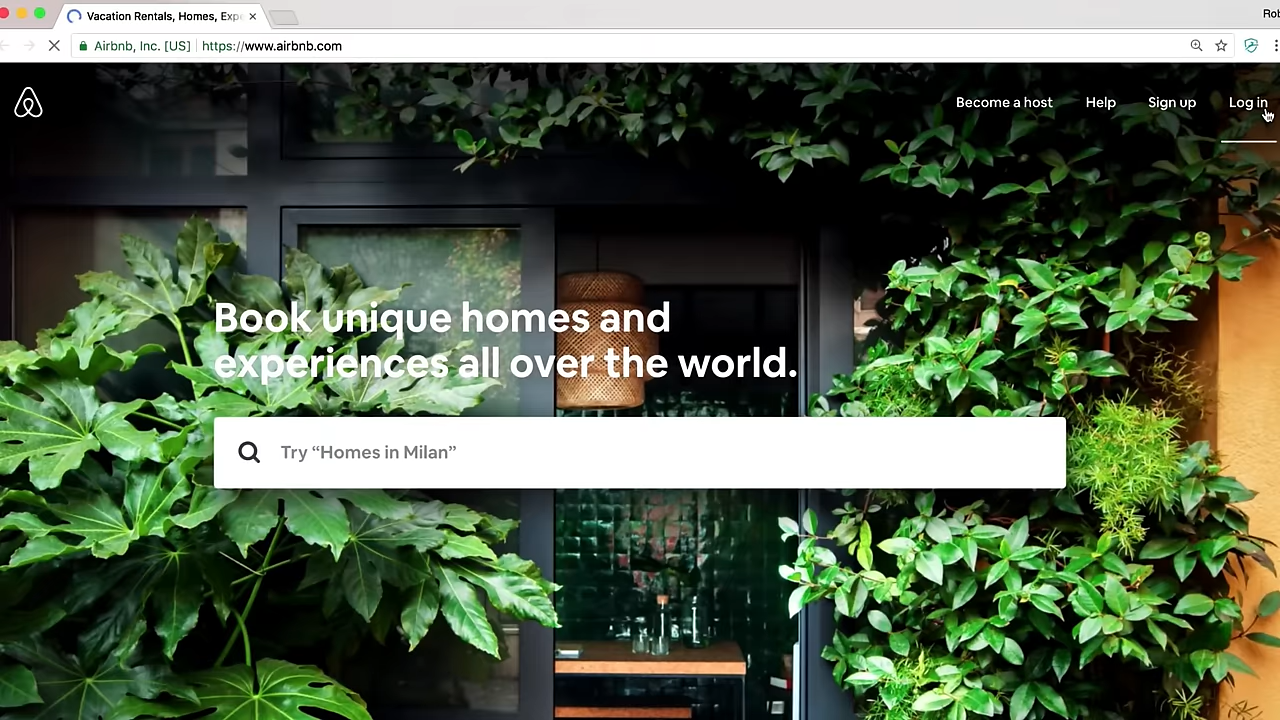 Vacation Rentals, Homes, Exp
Rob
Airbnb, Inc. [US]
https://www.airbnb.com
Become a host
Help
Sign up
Log in
Book unique homes and
experiences all over the world.
Try “Homes in Milan”